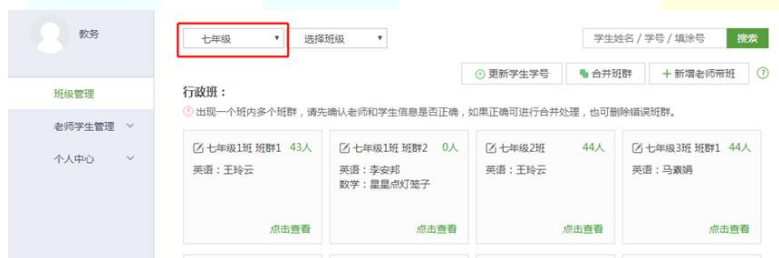 教务
七年级
选择班级
学生姓名 / 学号 / 填涂号
搜索
更新学生学号
合并班群
+ 新增老师带班
班级管理
行政班：
出现一个班内多个班群，请先确认老师和学生信息是否正确，如果正确可进行合并处理，也可删除错误班群。
老师学生管理
个人中心
七年级1班 班群1 43人
英语：王玲云
点击查看
七年级1班 班群2 0人
英语：李安邦
数学：星星点灯笼子
点击查看
七年级2班 44人
英语：王玲云
点击查看
七年级3班 班群1 44人
英语：马素娟
点击查看